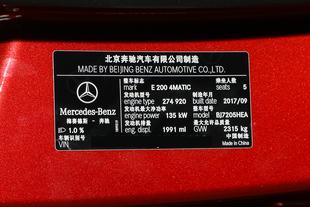 北京奔驰汽车有限公司制造
MADE BY BEIJING BENZ AUTOMOTIVE CO.,LTD.
品牌 mark E 200 4MATIC
乘坐人数 seats 5
发动机型号 engine type 274 920
制造年月 built date 2017/09
发动机最大净功率 engine power 135 kW
整车型号 model BJ7205HEA
发动机排量 eng. displ. 1991 ml
最大允许总质量 GVW 2315 kg
Mercedes-Benz
梅赛德斯 - 奔驰
1.0 %
车辆识别代号
VIN
中国制造
Made in China